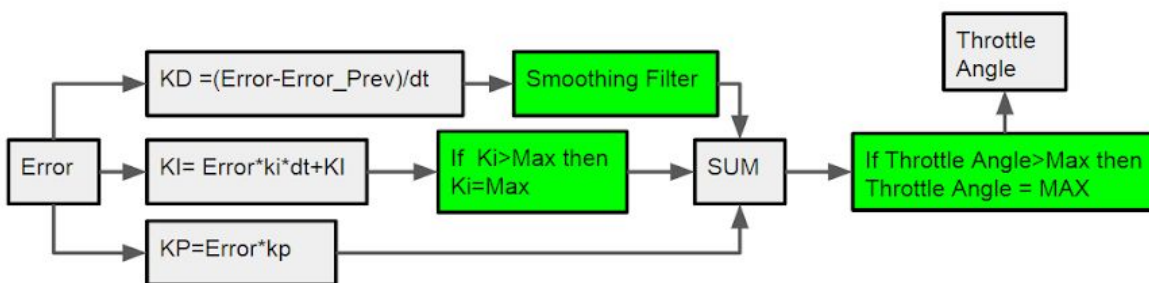 Throttle
Angle
KD =(Error-Error_Prev)/dt
Smoothing Filter
Error
KI= Error*ki*dt+KI
If  Ki>Max then
Ki=Max
SUM
If Throttle Angle>Max then
Throttle Angle = MAX
KP=Error*kp